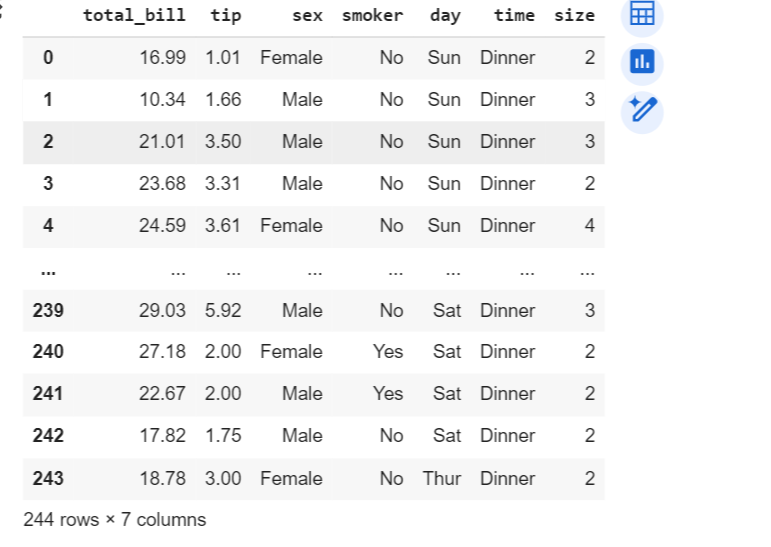 total_bill tip sex smoker day time size
0 16.99 1.01 Female No Sun Dinner 2
1 10.34 1.66 Male No Sun Dinner 3
2 21.01 3.50 Male No Sun Dinner 3
3 23.68 3.31 Male No Sun Dinner 2
4 24.59 3.61 Female No Sun Dinner 4
... ... ... ... ... ... ... ...
239 29.03 5.92 Male No Sat Dinner 3
240 27.18 2.00 Female Yes Sat Dinner 2
241 22.67 2.00 Male Yes Sat Dinner 2
242 17.82 1.75 Male No Sat Dinner 2
243 18.78 3.00 Female No Thur Dinner 2
244 rows × 7 columns